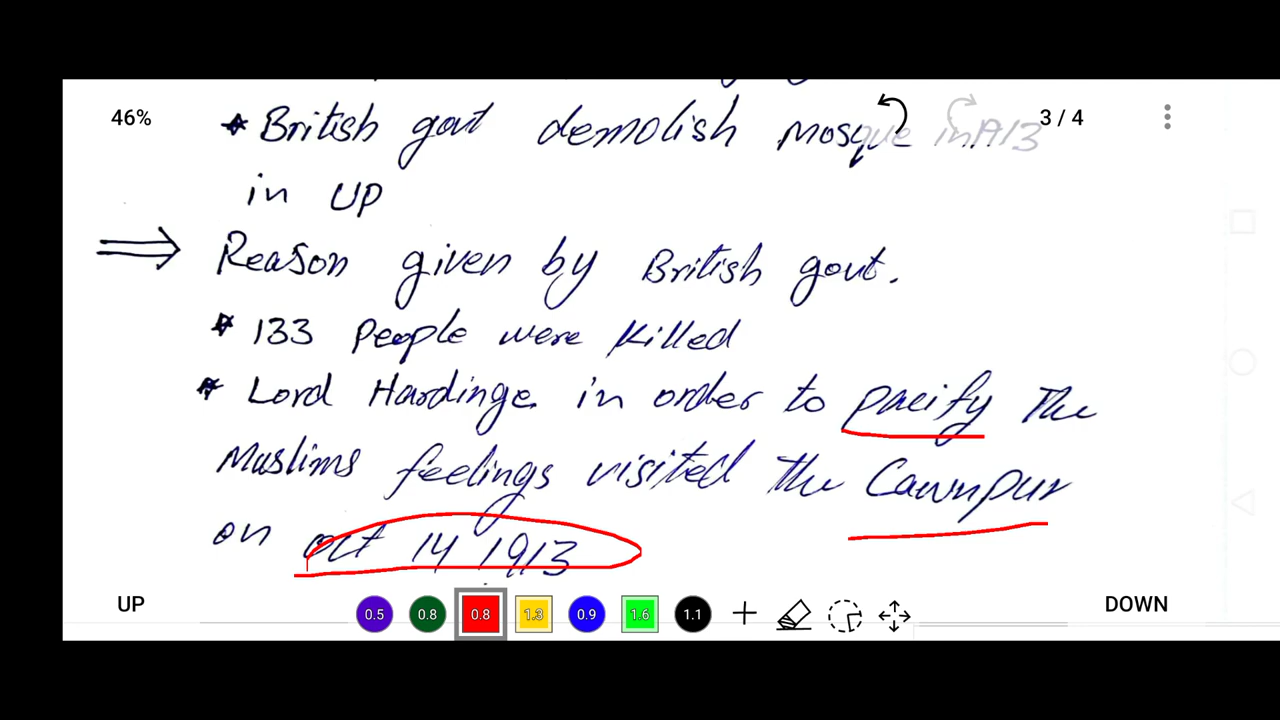 46%
3 / 4
* British govt demolish Mosque in 1913
in UP
⇒ Reason given by British govt.
* 133 People were Killed
* Lord Hardinge in order to pacify the
Muslims feelings visited the Cawnpur
on oct 14 1913
UP
0.5 0.8 0.8 1.3 0.9 1.6 1.1
DOWN